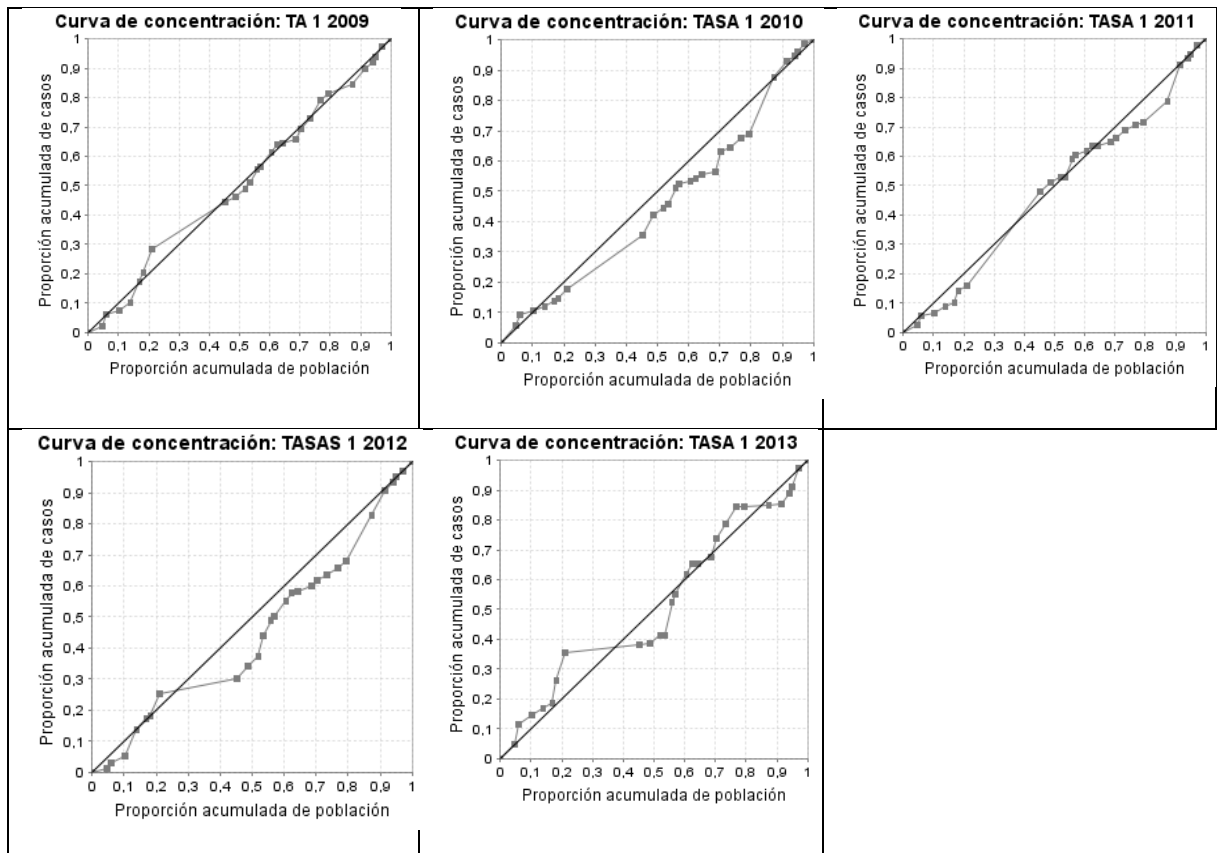 Curva de concentración: TA 1 2009
Proporción acumulada de casos
1
0,9
0,8
0,7
0,6
0,5
0,4
0,3
0,2
0,1
0
0 0,1 0,2 0,3 0,4 0,5 0,6 0,7 0,8 0,9 1
Proporción acumulada de población
Curva de concentración: TASA 1 2010
Proporción acumulada de casos
1
0,9
0,8
0,7
0,6
0,5
0,4
0,3
0,2
0,1
0
0 0,1 0,2 0,3 0,4 0,5 0,6 0,7 0,8 0,9 1
Proporción acumulada de población
Curva de concentración: TASA 1 2011
Proporción acumulada de casos
1
0,9
0,8
0,7
0,6
0,5
0,4
0,3
0,2
0,1
0
0 0,1 0,2 0,3 0,4 0,5 0,6 0,7 0,8 0,9 1
Proporción acumulada de población
Curva de concentración: TASAS 1 2012
Proporción acumulada de casos
1
0,9
0,8
0,7
0,6
0,5
0,4
0,3
0,2
0,1
0
0 0,1 0,2 0,3 0,4 0,5 0,6 0,7 0,8 0,9 1
Proporción acumulada de población
Curva de concentración: TASA 1 2013
Proporción acumulada de casos
1
0,9
0,8
0,7
0,6
0,5
0,4
0,3
0,2
0,1
0
0 0,1 0,2 0,3 0,4 0,5 0,6 0,7 0,8 0,9 1
Proporción acumulada de población